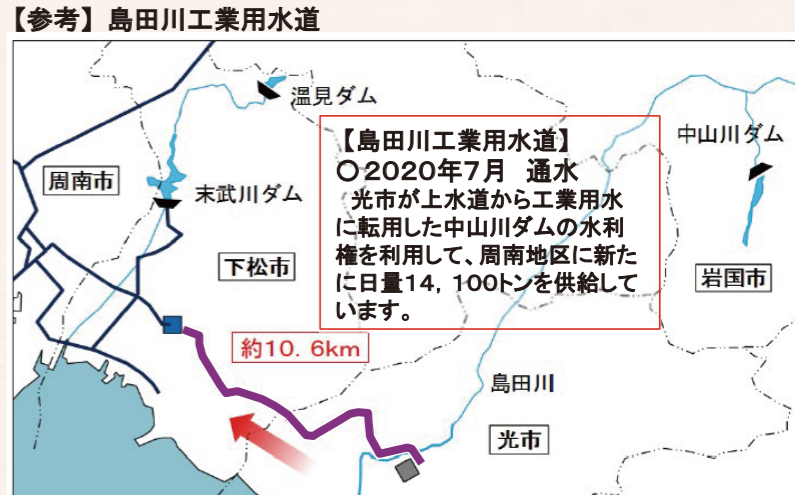 【参考】島田川工業用水道
温見ダム
【島田川工業用水道】
○2020年7月 通水
光市が上水道から工業用水
に転用した中山川ダムの水利
権を利用して、周南地区に新た
に日量14,100トンを供給して
います。
中山川ダム
周南市
末武川ダム
下松市
岩国市
約10.6km
島田川
光市